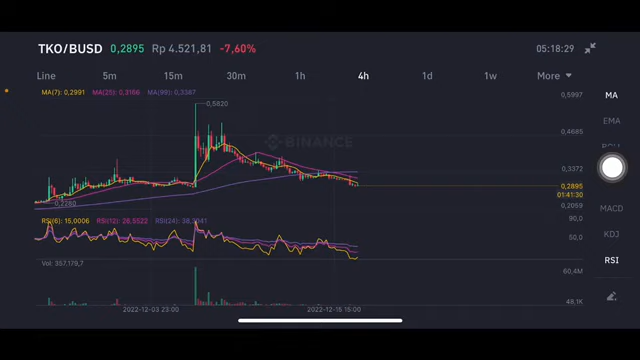 TKO/BUSD 0,2895 Rp 4.521,81 -7,60% 05:18:29
Line 5m 15m 30m 1h 4h 1d 1w More
MA(7): 0,2991 MA(25): 0,3166 MA(99): 0,3387
0,5997
MA
0,5820
EMA
0,4685
BINANCE
0,3372
0,2895
01:41:30
0,2280
0,2059
MACD
RSI(6): 15,0006 RSI(12): 26,5522 RSI(24): 38,2041
90,0
50,0
KDJ
RSI
Vol: 357.179,7
60,4M
48,1K
2022-12-03 23:00 2022-12-15 15:00